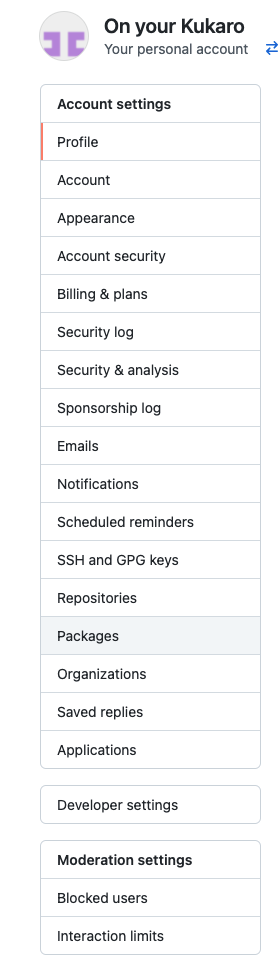 On your Kukaro
Your personal account
Account settings
Profile
Account
Appearance
Account security
Billing & plans
Security log
Security & analysis
Sponsorship log
Emails
Notifications
Scheduled reminders
SSH and GPG keys
Repositories
Packages
Organizations
Saved replies
Applications
Developer settings
Moderation settings
Blocked users
Interaction limits